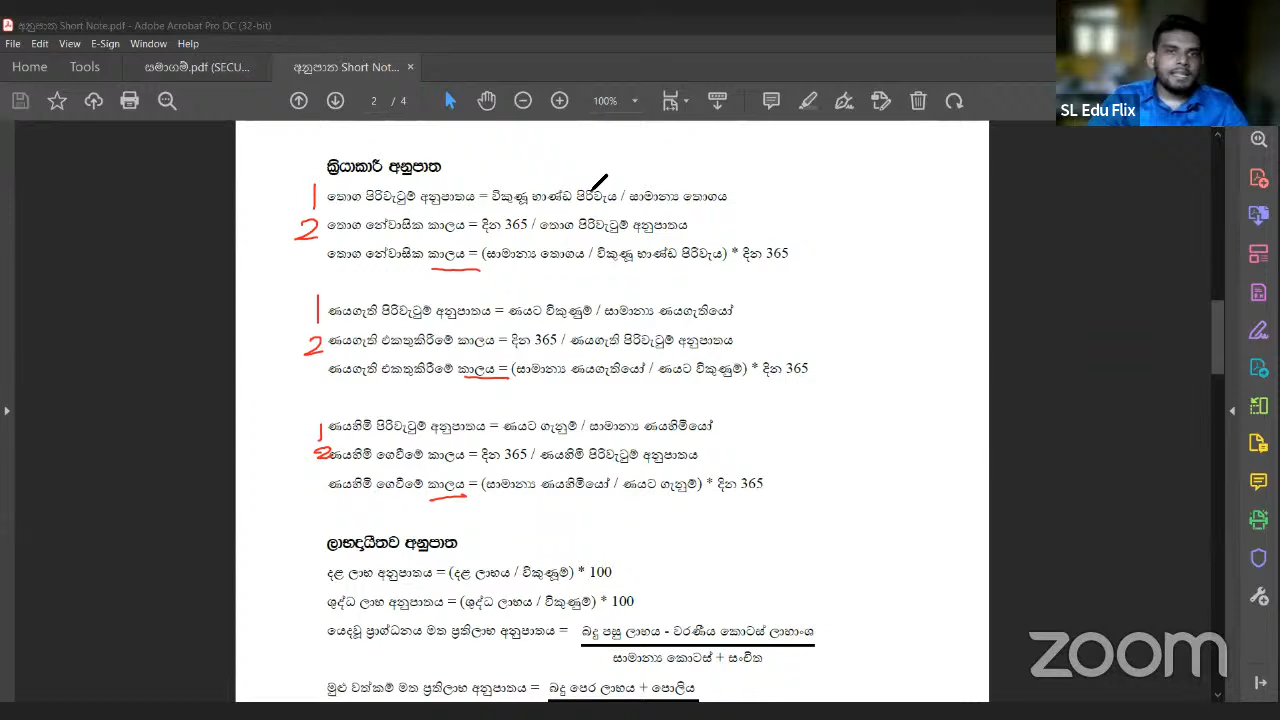 අනුපාත Short Note.pdf - Adobe Acrobat Pro DC (32-bit)
File Edit View E-Sign Window Help
Home Tools සමාගම්.pdf (SECU... අනුපාත Short Not... ×
2 / 4 100%
SL Edu Flix
ක්‍රියාකාරී අනුපාත
1 තොග පිරිවැටුම් අනුපාතය = විකුණූ භාණ්ඩ පිරිවැය / සාමාන්‍ය තොගය
2 තොග නේවාසික කාලය = දින 365 / තොග පිරිවැටුම් අනුපාතය
තොග නේවාසික කාලය = (සාමාන්‍ය තොගය / විකුණූ භාණ්ඩ පිරිවැය) * දින 365
1 ණයගැති පිරිවැටුම් අනුපාතය = ණයට විකුණුම් / සාමාන්‍ය ණයගැතියෝ
2 ණයගැති එකතුකිරීමේ කාලය = දින 365 / ණයගැති පිරිවැටුම් අනුපාතය
ණයගැති එකතුකිරීමේ කාලය = (සාමාන්‍ය ණයගැතියෝ / ණයට විකුණුම්) * දින 365
1 ණයහිමි පිරිවැටුම් අනුපාතය = ණයට ගැනුම් / සාමාන්‍ය ණයහිමියෝ
2 ණයහිමි ගෙවීමේ කාලය = දින 365 / ණයහිමි පිරිවැටුම් අනුපාතය
ණයහිමි ගෙවීමේ කාලය = (සාමාන්‍ය ණයහිමියෝ / ණයට ගැනුම්) * දින 365
ලාභදායීතව අනුපාත
දළ ලාභ අනුපාතය = (දළ ලාභය / විකුණුම්) * 100
ශුද්ධ ලාභ අනුපාතය = (ශුද්ධ ලාභය / විකුණුම්) * 100
යෙදවූ ප්‍රාග්ධනය මත ප්‍රතිලාභ අනුපාතය = බදු පසු ලාභය - වරණීය කොටස් ලාභාංශ
සාමාන්‍ය කොටස් + සංචිත
මුළු වත්කම් මත ප්‍රතිලාභ අනුපාතය = බදු පෙර ලාභය + පොලිය
zoom